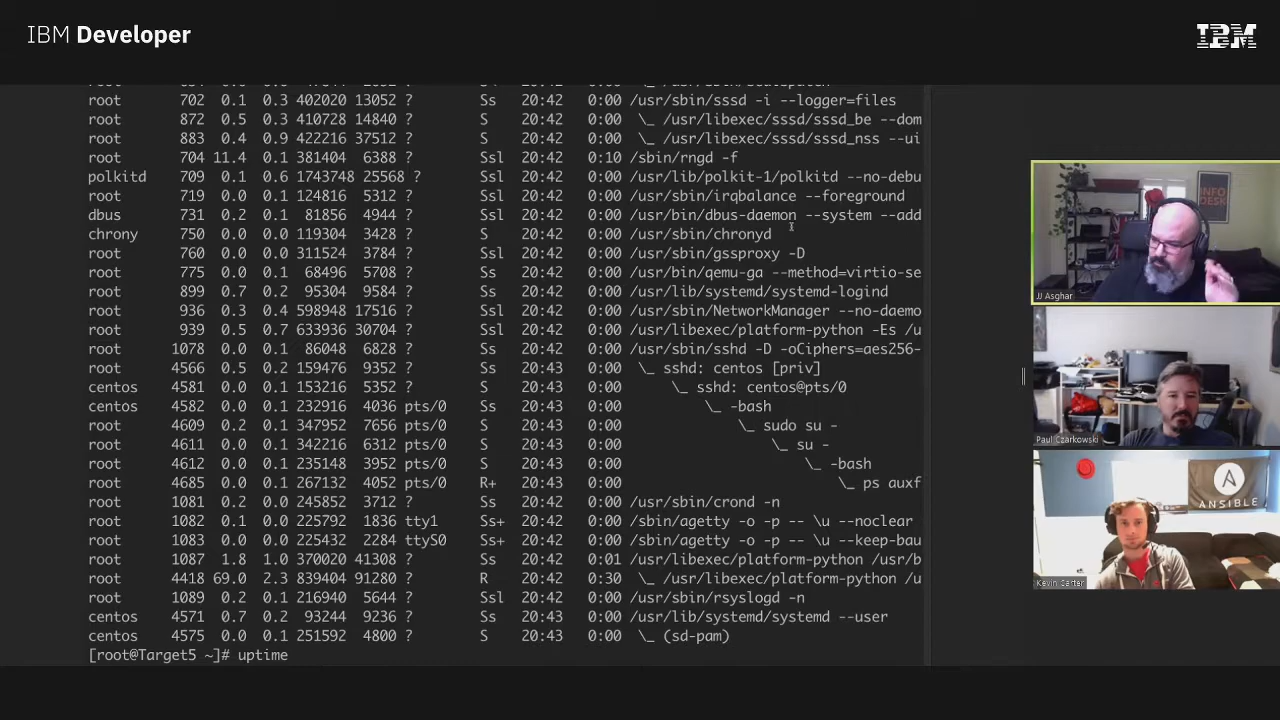 IBM Developer
IBM
root 702 0.1 0.3 402020 13052 ? Ss 20:42 0:00 /usr/sbin/sssd -i --logger=files
root 872 0.5 0.3 410728 14840 ? S 20:42 0:00 \_ /usr/libexec/sssd/sssd_be --dom
root 883 0.4 0.9 422216 37512 ? S 20:42 0:00 \_ /usr/libexec/sssd/sssd_nss --ui
root 704 11.4 0.1 381404 6388 ? Ssl 20:42 0:10 /sbin/rngd -f
polkitd 709 0.1 0.6 1743748 25568 ? Ssl 20:42 0:00 /usr/lib/polkit-1/polkitd --no-debu
root 719 0.0 0.1 124816 5312 ? Ssl 20:42 0:00 /usr/sbin/irqbalance --foreground
dbus 731 0.2 0.1 81856 4944 ? Ssl 20:42 0:00 /usr/bin/dbus-daemon --system --add
chrony 750 0.0 0.0 119304 3428 ? S 20:42 0:00 /usr/sbin/chronyd
root 760 0.0 0.0 311524 3784 ? Ssl 20:42 0:00 /usr/sbin/gssproxy -D
root 775 0.0 0.1 68496 5708 ? Ss 20:42 0:00 /usr/bin/qemu-ga --method=virtio-se
root 899 0.7 0.2 95304 9584 ? Ss 20:42 0:00 /usr/lib/systemd/systemd-logind
root 936 0.3 0.4 598948 17516 ? Ssl 20:42 0:00 /usr/sbin/NetworkManager --no-daemo
root 939 0.5 0.7 633936 30704 ? Ssl 20:42 0:00 /usr/libexec/platform-python -Es /u
root 1078 0.0 0.1 86048 6828 ? Ss 20:42 0:00 /usr/sbin/sshd -D -oCiphers=aes256-
root 4566 0.5 0.2 159476 9352 ? Ss 20:43 0:00 \_ sshd: centos [priv]
centos 4581 0.0 0.1 153216 5352 ? S 20:43 0:00 \_ sshd: centos@pts/0
centos 4582 0.0 0.1 232916 4036 pts/0 Ss 20:43 0:00 \_ -bash
root 4609 0.2 0.1 347952 7656 pts/0 S 20:43 0:00 \_ sudo su -
root 4611 0.0 0.1 342216 6312 pts/0 S 20:43 0:00 \_ su -
root 4612 0.0 0.1 235148 3952 pts/0 S 20:43 0:00 \_ -bash
root 4685 0.0 0.1 267132 4052 pts/0 R+ 20:43 0:00 \_ ps auxf
root 1081 0.2 0.0 245852 3712 ? Ss 20:42 0:00 /usr/sbin/crond -n
root 1082 0.1 0.0 225792 1836 tty1 Ss+ 20:42 0:00 /sbin/agetty -o -p -- \u --noclear
root 1083 0.0 0.0 225432 2284 ttyS0 Ss+ 20:42 0:00 /sbin/agetty -o -p -- \u --keep-bau
root 1087 1.8 1.0 370020 41308 ? Ss 20:42 0:01 /usr/libexec/platform-python /usr/b
root 4418 69.0 2.3 839404 91280 ? R 20:42 0:30 \_ /usr/libexec/platform-python /u
root 1089 0.2 0.1 216940 5644 ? Ssl 20:42 0:00 /usr/sbin/rsyslogd -n
centos 4571 0.7 0.2 93244 9236 ? Ss 20:43 0:00 /usr/lib/systemd/systemd --user
centos 4575 0.0 0.1 251592 4800 ? S 20:43 0:00 \_ (sd-pam)
[root@Target5 ~]# uptime
INFO
DESK
JJ Asghar
Paul Czarkowski
ANSIBLE
Kevin Carter